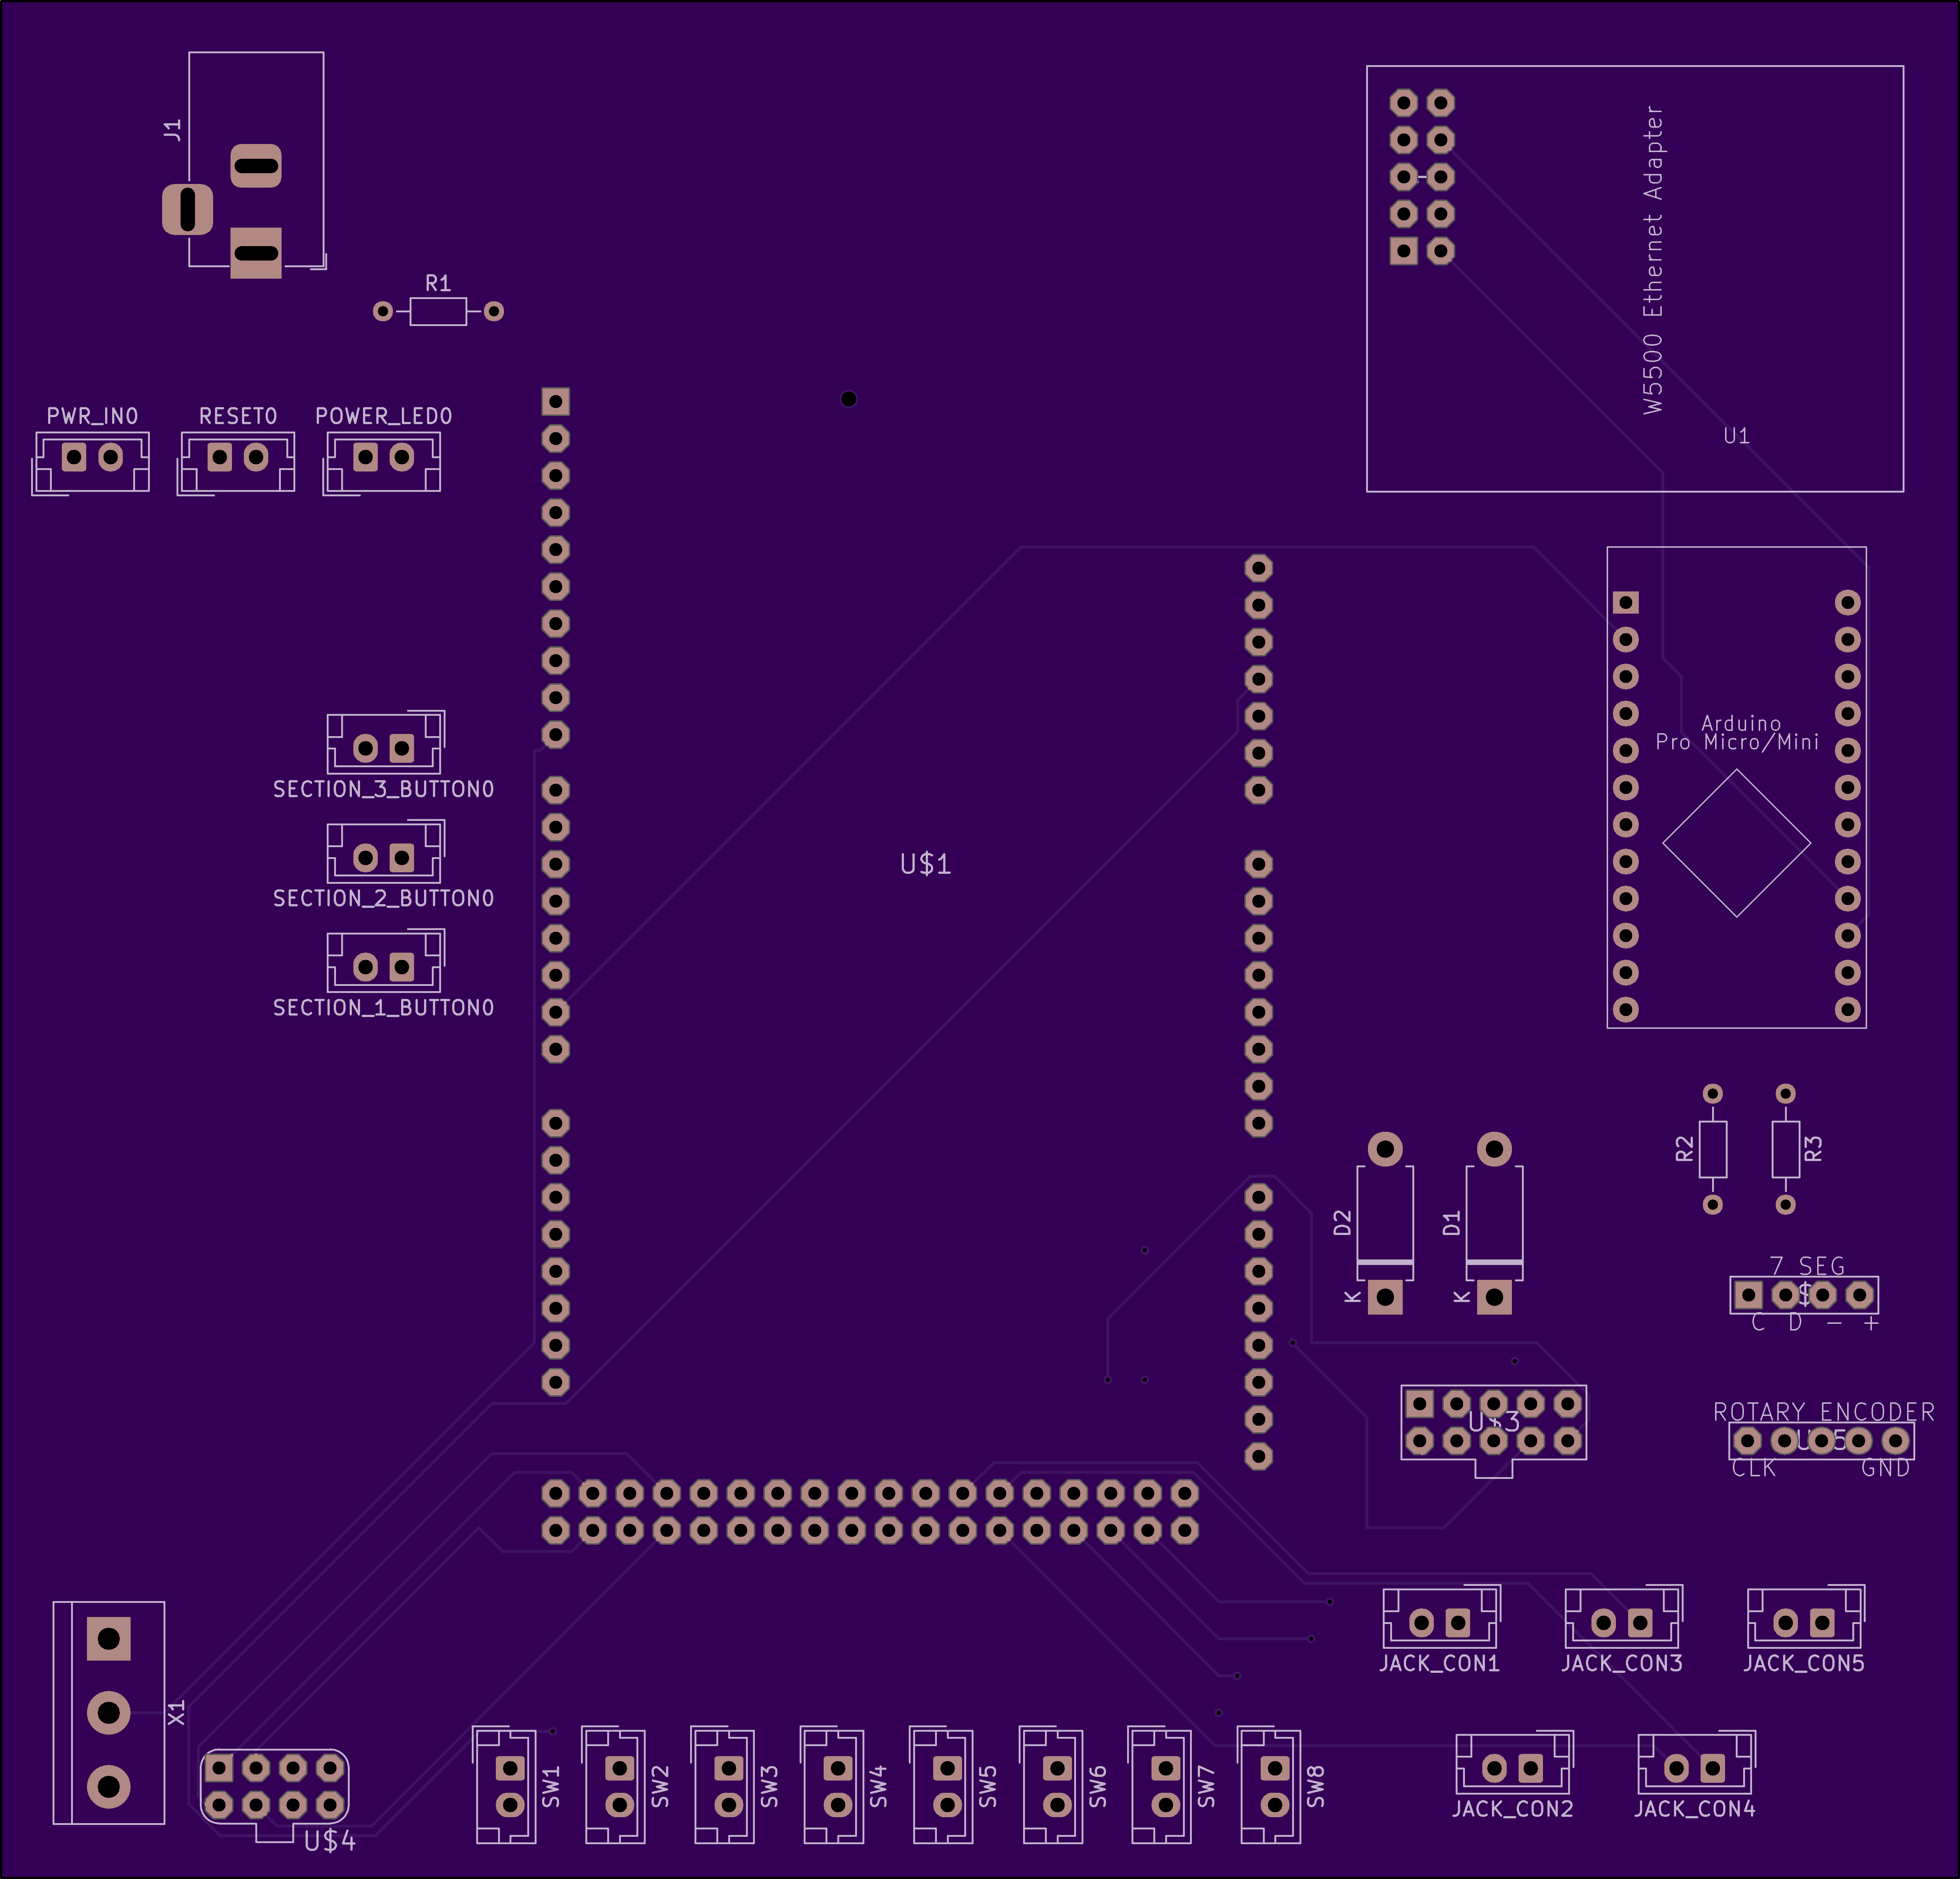 J1
W5500 Ethernet Adapter
R1
PWR_IN0
RESET0
POWER_LED0
U1
Arduino
Pro Micro/Mini
SECTION_3_BUTTON0
U$1
SECTION_2_BUTTON0
SECTION_1_BUTTON0
R2
R3
D2
D1
7 SEG
K
K
$
C D - +
ROTARY ENCODER
U$3
CLK
GND
JACK_CON1
JACK_CON3
JACK_CON5
X1
SW1
SW2
SW3
SW4
SW5
SW6
SW7
SW8
JACK_CON2
JACK_CON4
U$4